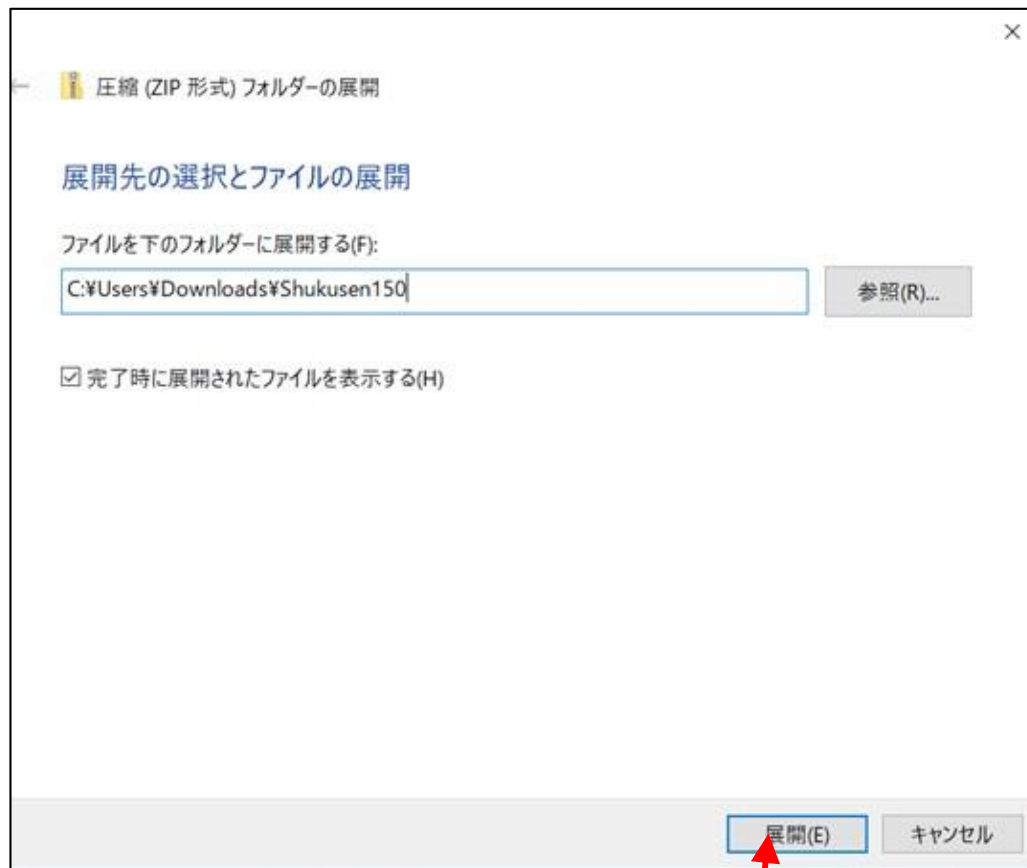 圧縮 (ZIP 形式) フォルダーの展開
展開先の選択とファイルの展開
ファイルを下のフォルダーに展開する(F):
C:¥Users¥Downloads¥Shukusen150
参照(R)...
完了時に展開されたファイルを表示する(H)
展開(E)
キャンセル